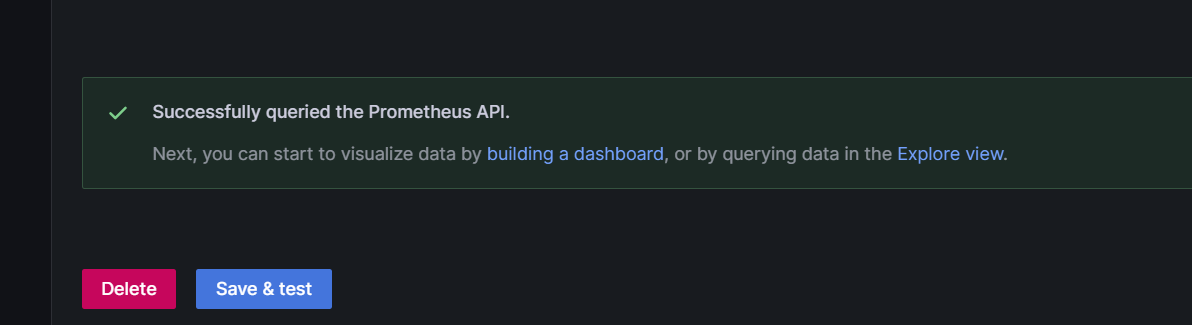 Successfully queried the Prometheus API.
Next, you can start to visualize data by building a dashboard, or by querying data in the Explore view.
Delete
Save & test